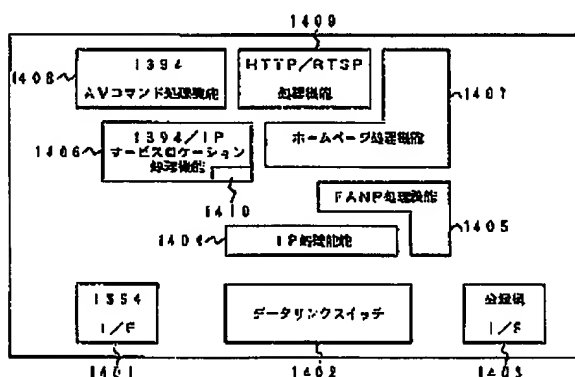 1409
1394
AVコマンド処理機能
1408
HTTP/RTSP
処理機能
1407
1394/IP
サービスロケーション
処理機能
1406
ホームページ処理機能
1410
FANP処理機能
1405
IP処理機能
1404
1394
I/F
データリンクスイッチ
公衆網
I/F
1401
1402
1403